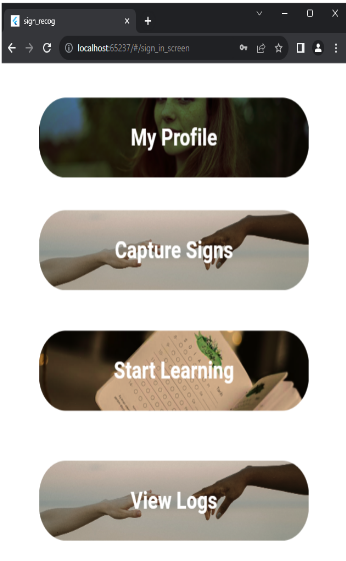 sign_recog
localhost:65237/#/sign_in_screen
My Profile
Capture Signs
Start Learning
View Logs